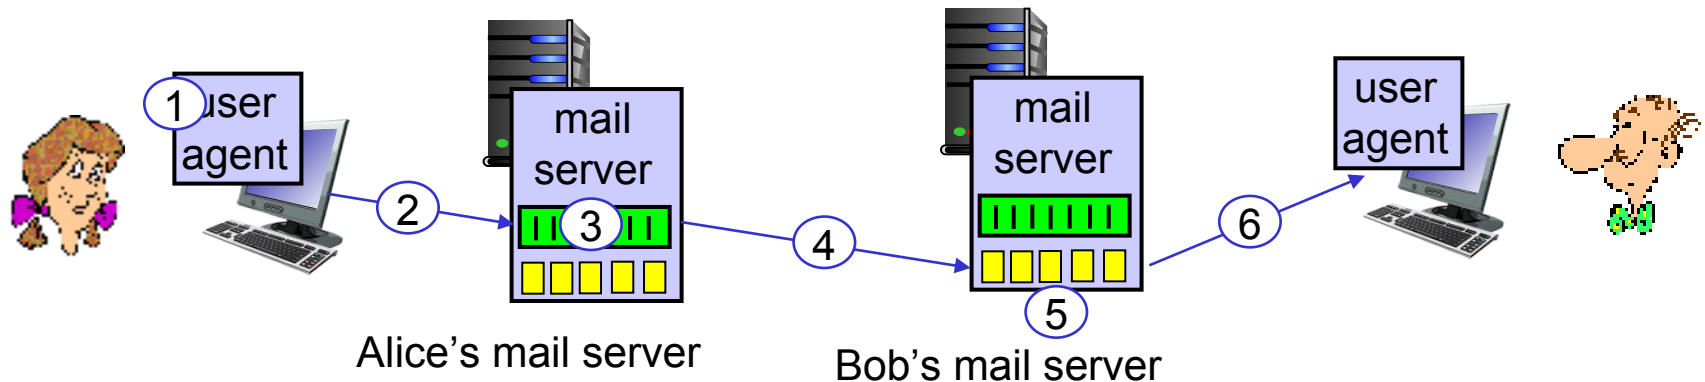 1 user
agent
2
mail
server
3
Alice's mail server
4
mail
server
5
Bob's mail server
6
user
agent